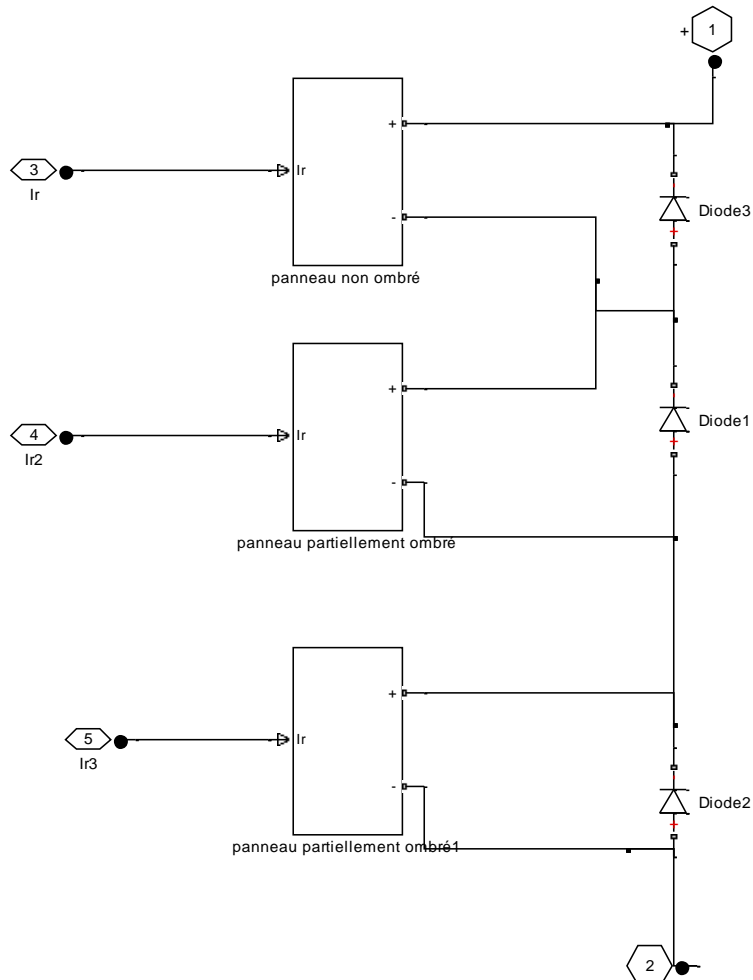 + 1
+
3
Ir
Ir
Diode3
-
+
panneau non ombré
+
4
Ir
Ir2
Diode1
+
-
panneau partiellement ombré
+
5
Ir
Ir3
-
Diode2
+
panneau partiellement ombré1
2